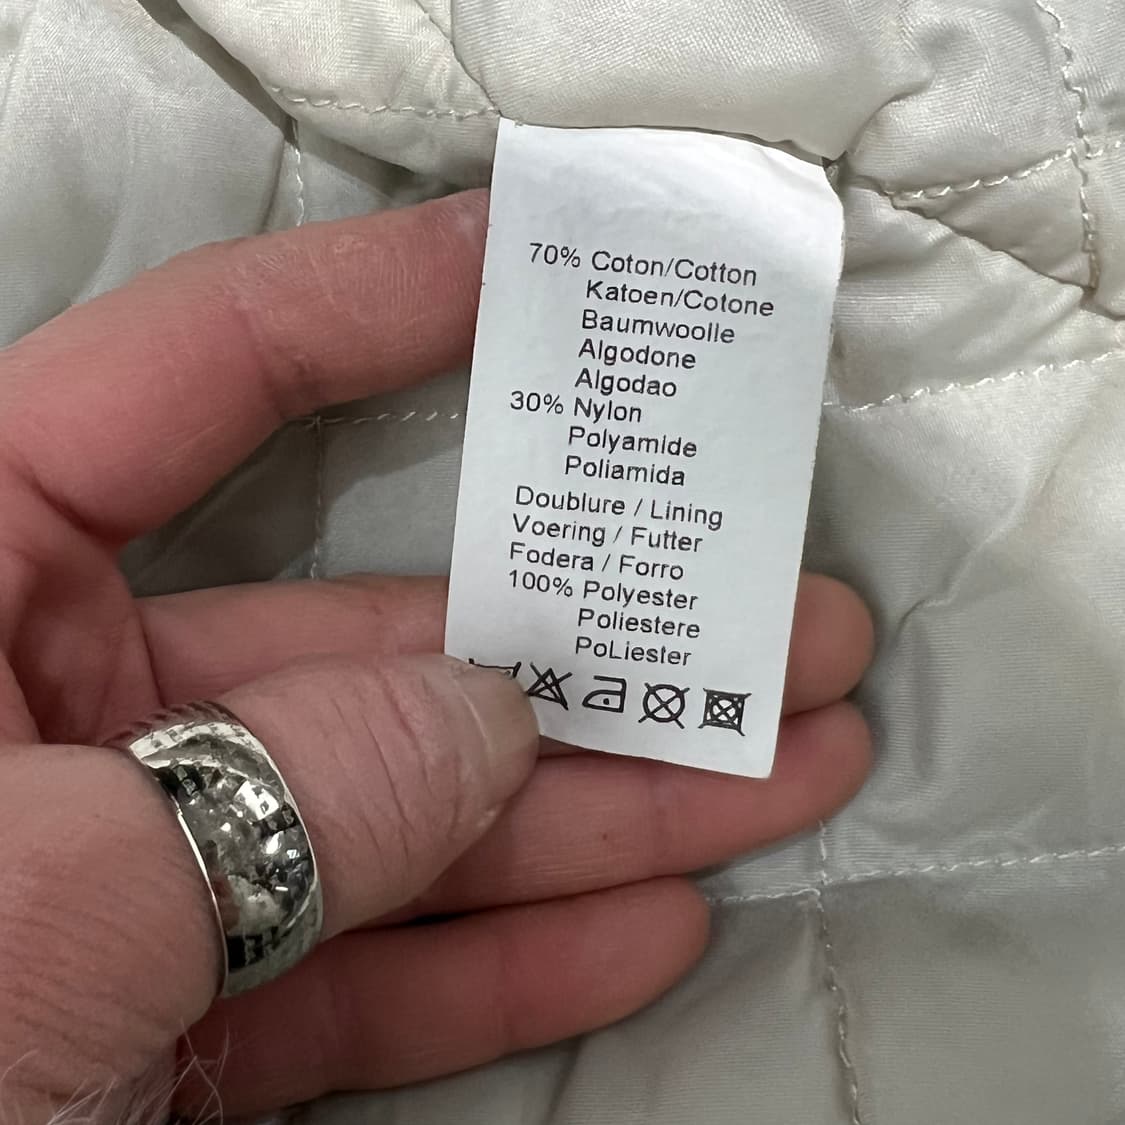 70% Coton/Cotton
Katoen/Cotone
Baumwoolle
Algodone
Algodao
30% Nylon
Polyamide
Poliamida
Doublure / Lining
Voering / Futter
Fodera / Forro
100% Polyester
Poliestere
PoLiester